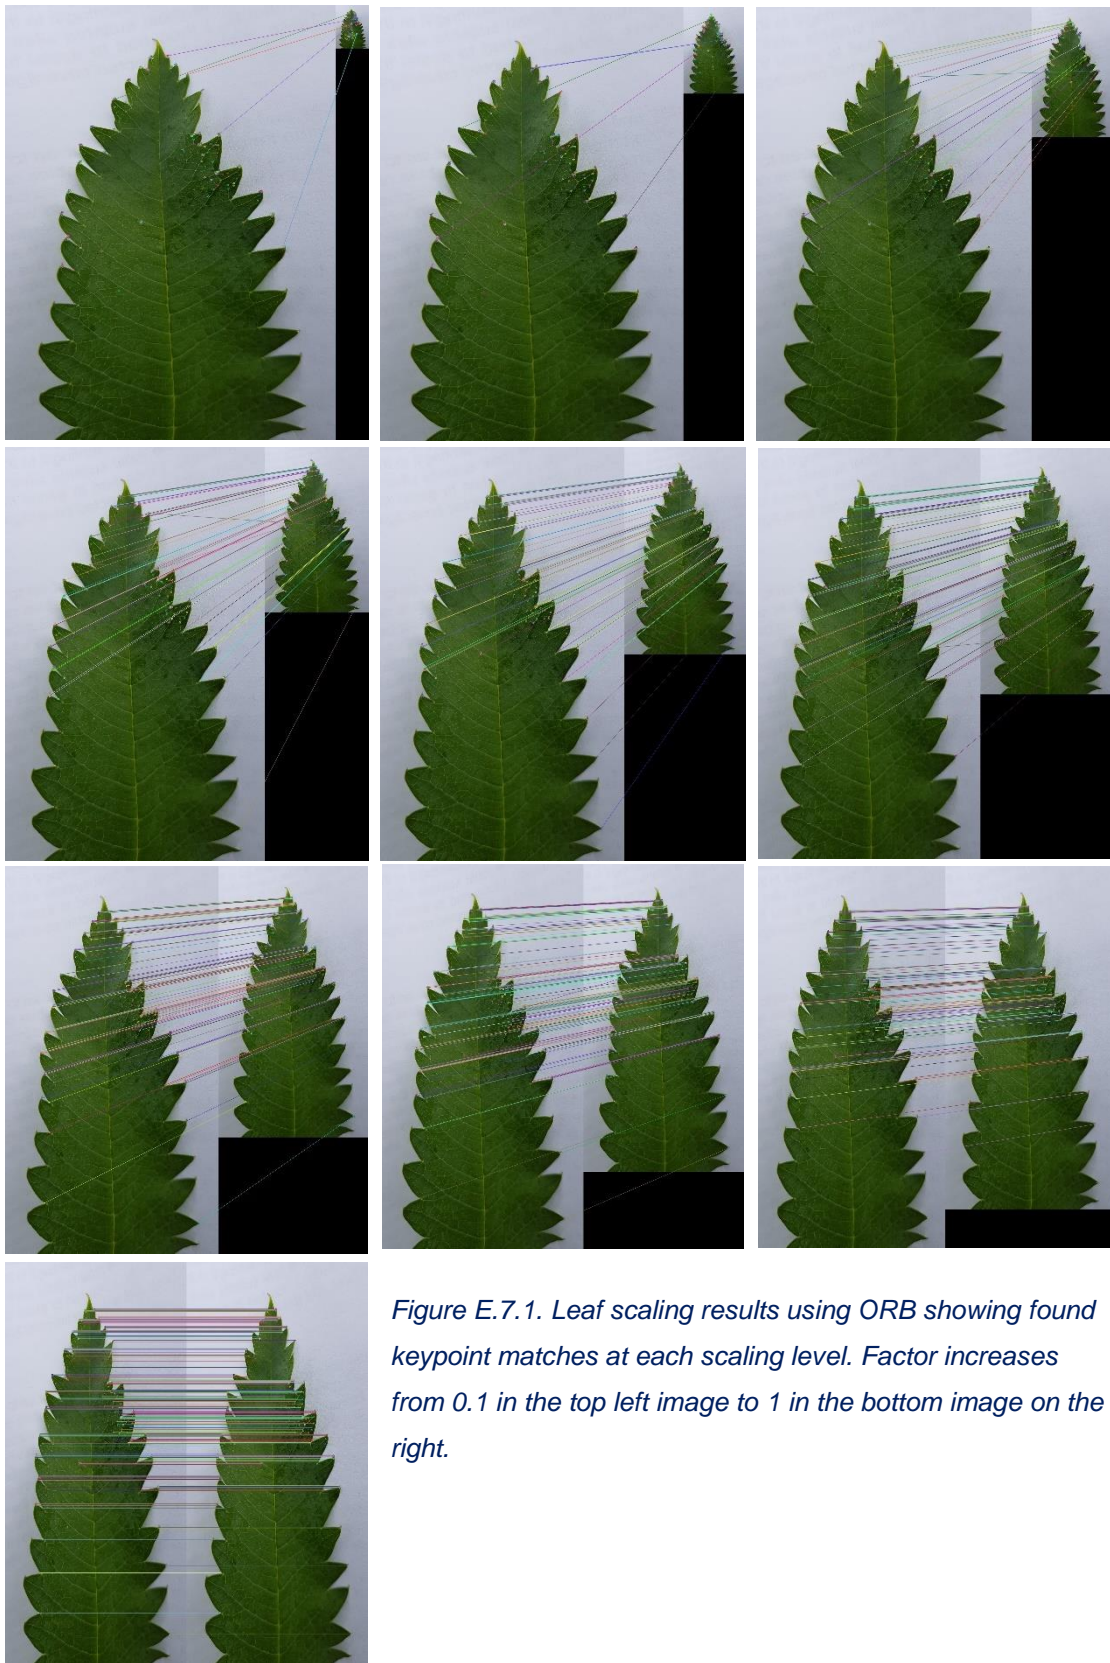 Figure E.7.1. Leaf scaling results using ORB showing found
keypoint matches at each scaling level. Factor increases
from 0.1 in the top left image to 1 in the bottom image on the
right.